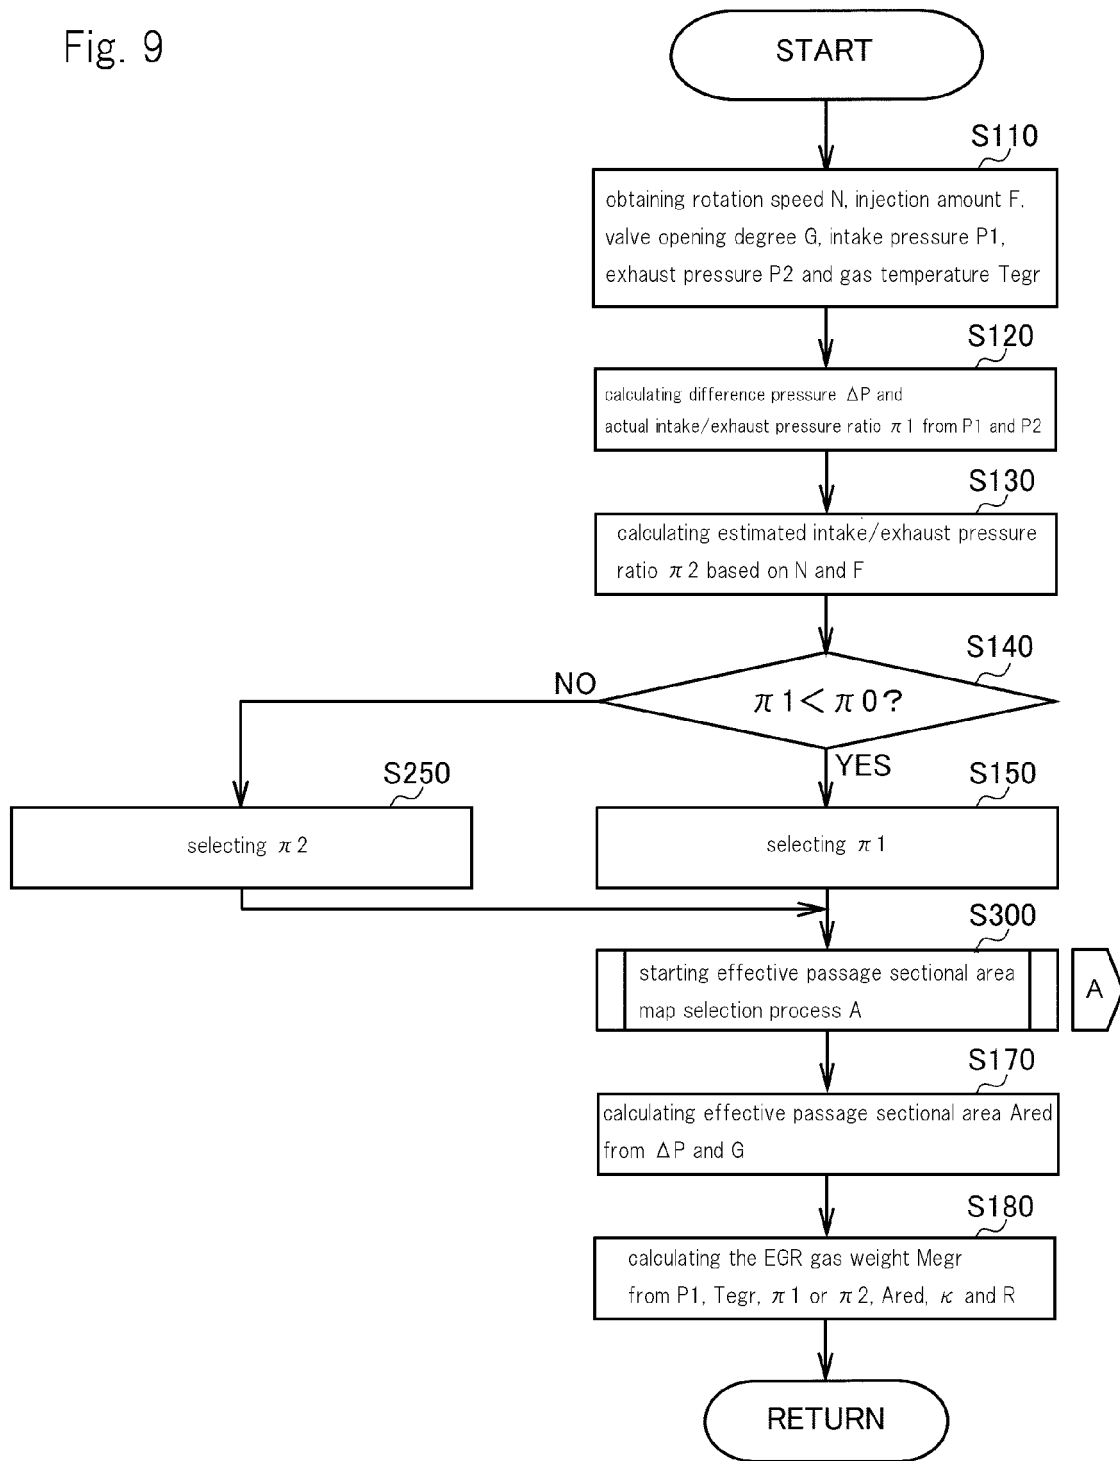 Fig. 9
START
S110
obtaining rotation speed N, injection amount F,
valve opening degree G, intake pressure P1,
exhaust pressure P2 and gas temperature Tegr
S120
calculating difference pressure ΔP and
actual intake/exhaust pressure ratio π1 from P1 and P2
S130
calculating estimated intake/exhaust pressure
ratio π2 based on N and F
S140
π1<π0?
NO
YES
S250
selecting π2
S150
selecting π1
S300
starting effective passage sectional area
map selection process A
A
S170
calculating effective passage sectional area Ared
from ΔP and G
S180
calculating the EGR gas weight Megr
from P1, Tegr, π1 or π2, Ared, κ and R
RETURN